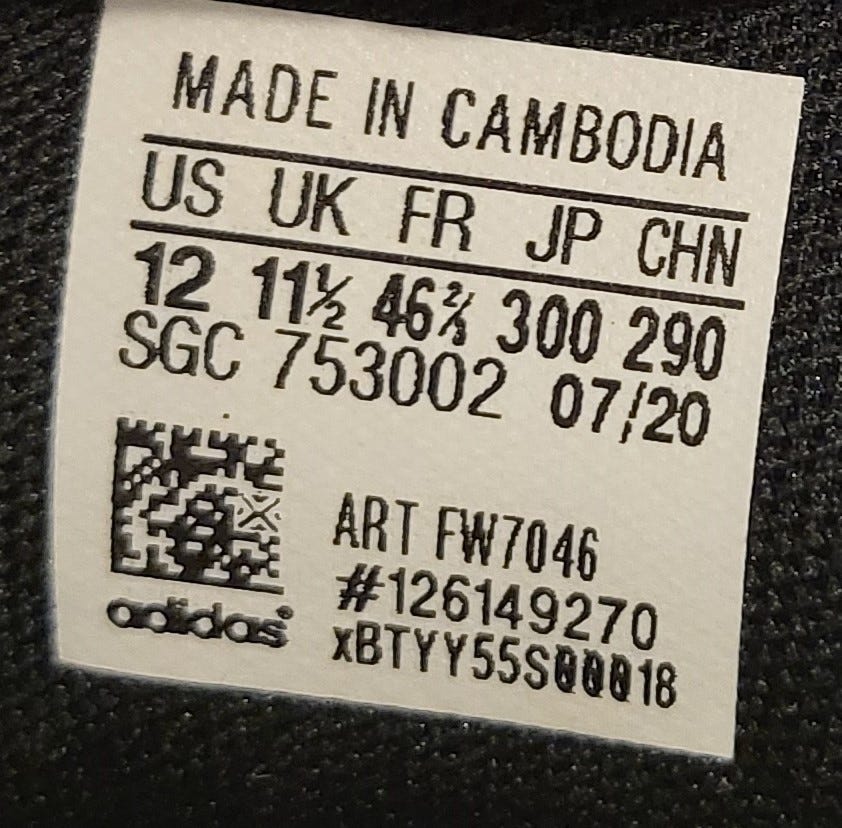 MADE IN CAMBODIA
US UK FR JP CHN
12 11½ 46⅔ 300 290
SGC 753002 07/20
ART FW7046
#126149270
xBTYY55S00018
adidas®